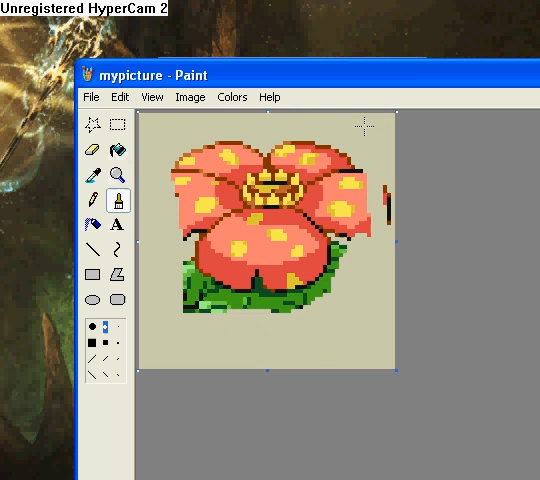 Unregistered HyperCam 2
mypicture - Paint
File Edit View Image Colors Help
A